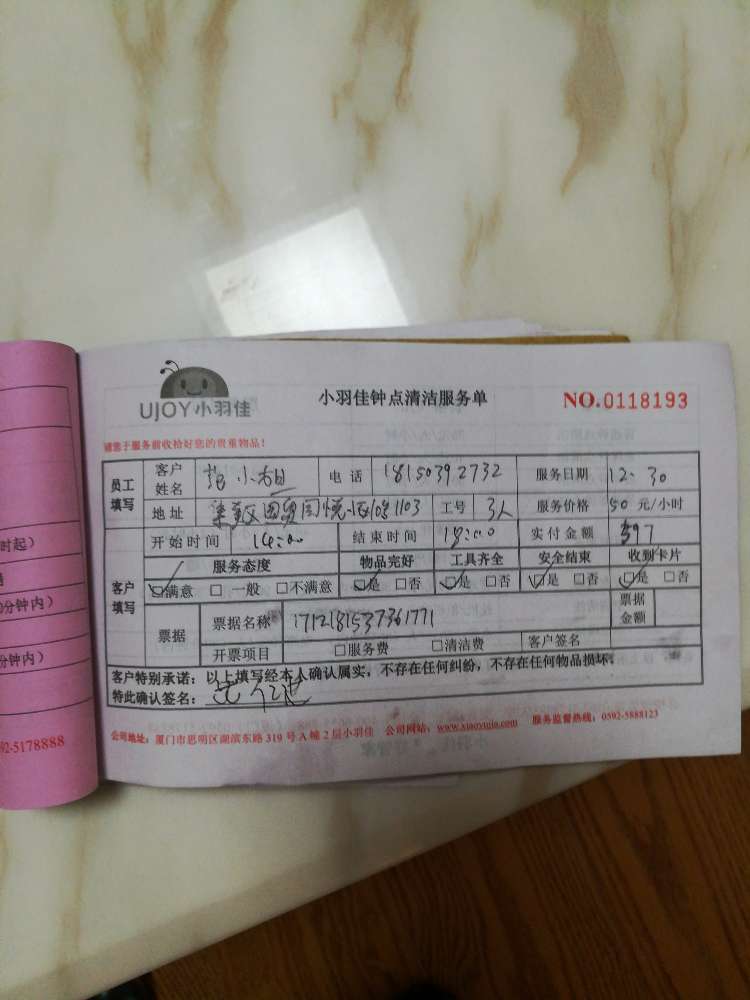 UJOY小羽佳
小羽佳钟点清洁服务单
NO.0118193
请您于服务前收拾好您的贵重物品!
员工填写 客户姓名 小 电话 18150392732 服务日期 12.30
地址 1103 工号 3人 服务价格 50 元/小时
开始时间 14:00 结束时间 18:00 实付金额 597
客户填写 服务态度 物品完好 工具齐全 安全结束 收到卡片
☑满意 □一般 □不满意 ☑是 □否 ☑是 □否 ☑是 □否 ☑是 □否
票据 票据名称 1712181537361771 票据金额
开票项目 □服务费 □清洁费 客户签名
客户特别承诺:以上填写经本人确认属实,不存在任何纠纷,不存在任何物品损坏。
特此确认签名:
公司地址:厦门市思明区湖滨东路 319 号 A 幢 2 层小羽佳 公司网站:www.xiaoyujia.com 服务监督热线:0592-5888123
时起)
分钟内)
分钟内)
92-5178888